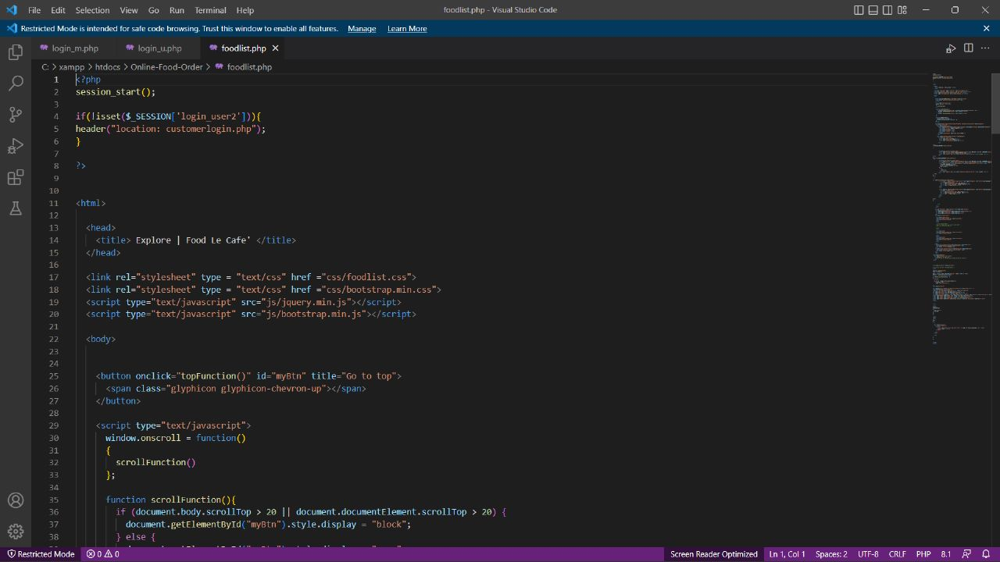 File Edit Selection View Go Run Terminal Help foodlist.php - Visual Studio Code
Restricted Mode is intended for safe code browsing. Trust this window to enable all features. Manage Learn More
login_m.php login_u.php foodlist.php
C: > xampp > htdocs > Online-Food-Order > foodlist.php
1 <?php
2 session_start();
3
4 if(!isset($_SESSION['login_user2'])){
5 header("location: customerlogin.php");
6 }
7
8 ?>
9
10
11 <html>
12
13 <head>
14 <title> Explore | Food Le Cafe' </title>
15 </head>
16
17 <link rel="stylesheet" type = "text/css" href ="css/foodlist.css">
18 <link rel="stylesheet" type = "text/css" href ="css/bootstrap.min.css">
19 <script type="text/javascript" src="js/jquery.min.js"></script>
20 <script type="text/javascript" src="js/bootstrap.min.js"></script>
21
22 <body>
23
24
25 <button onclick="topFunction()" id="myBtn" title="Go to top">
26 <span class="glyphicon glyphicon-chevron-up"></span>
27 </button>
28
29 <script type="text/javascript">
30 window.onscroll = function()
31 {
32 scrollFunction()
33 };
34
35 function scrollFunction(){
36 if (document.body.scrollTop > 20 || document.documentElement.scrollTop > 20) {
37 document.getElementById("myBtn").style.display = "block";
38 } else {
Restricted Mode 0 0 Screen Reader Optimized Ln 1, Col 1 Spaces: 2 UTF-8 CRLF PHP 8.1